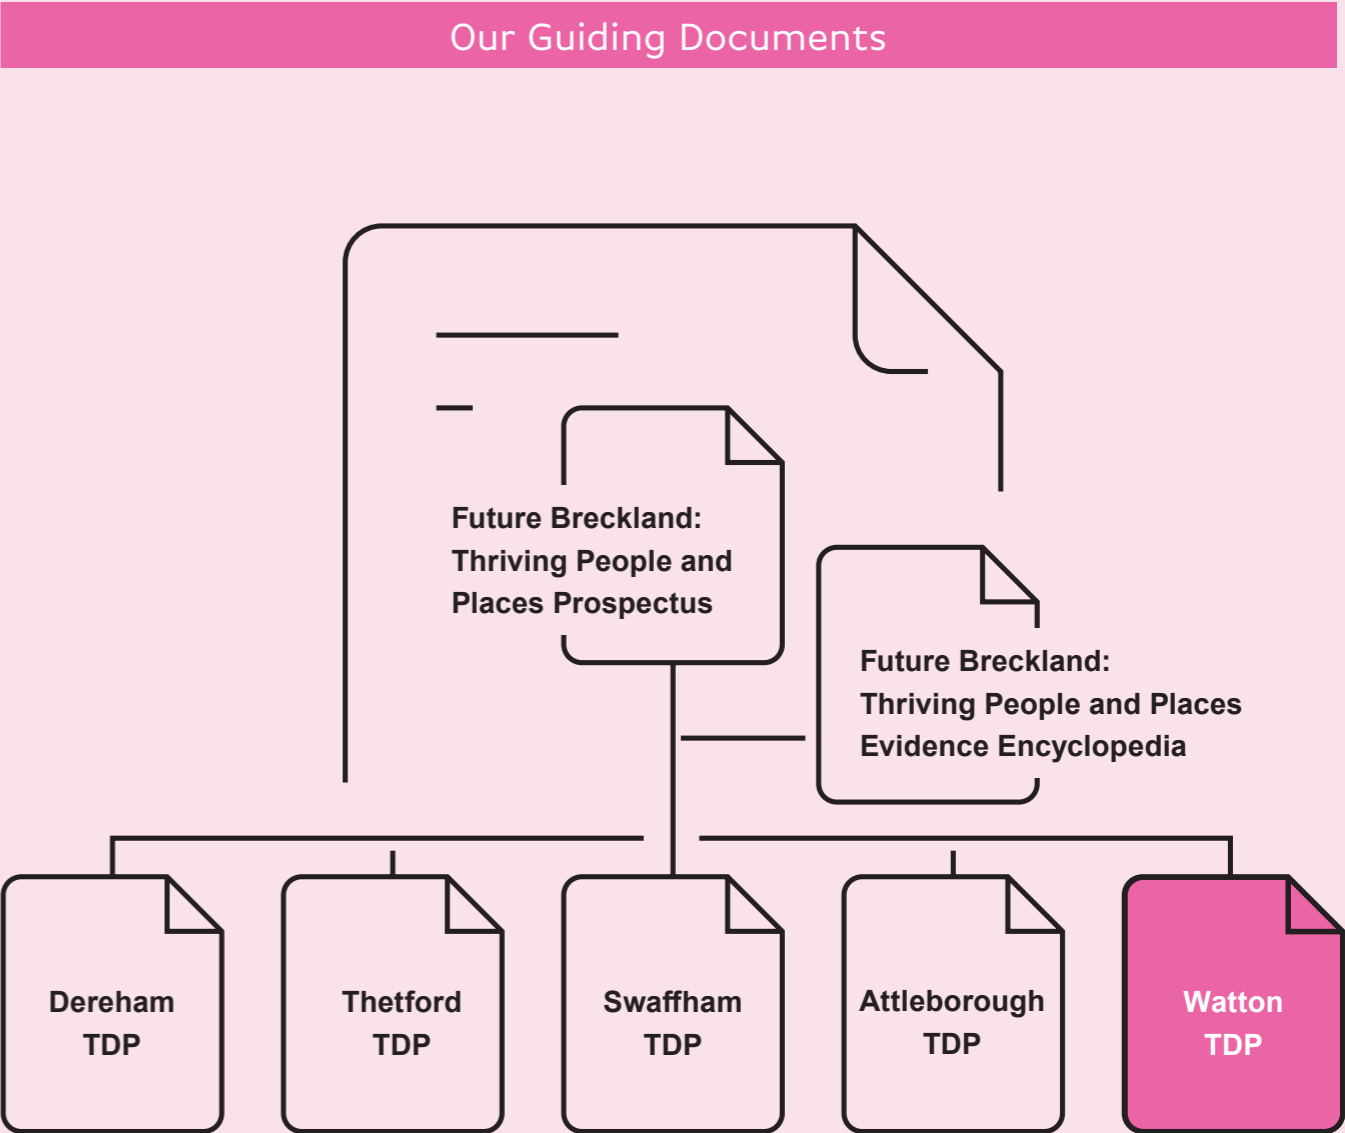 Our Guiding Documents
Future Breckland:
Thriving People and
Places Prospectus
Future Breckland:
Thriving People and Places
Evidence Encyclopedia
Dereham
TDP
Thetford
TDP
Swaffham
TDP
Attleborough
TDP
Watton
TDP